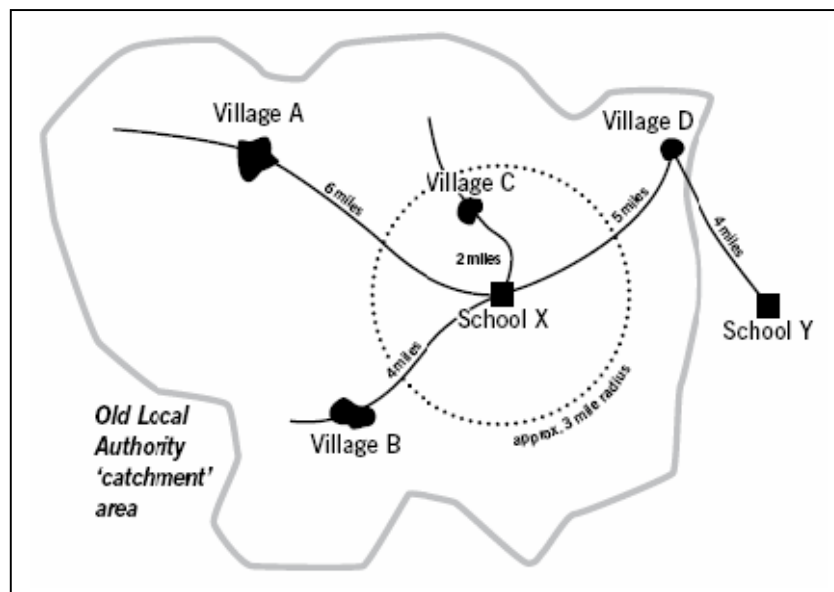 Village A
Village D
Village C
6 miles
5 miles
4 miles
2 miles
School X
School Y
4 miles
approx. 3 mile radius
Old Local
Authority
'catchment'
area
Village B